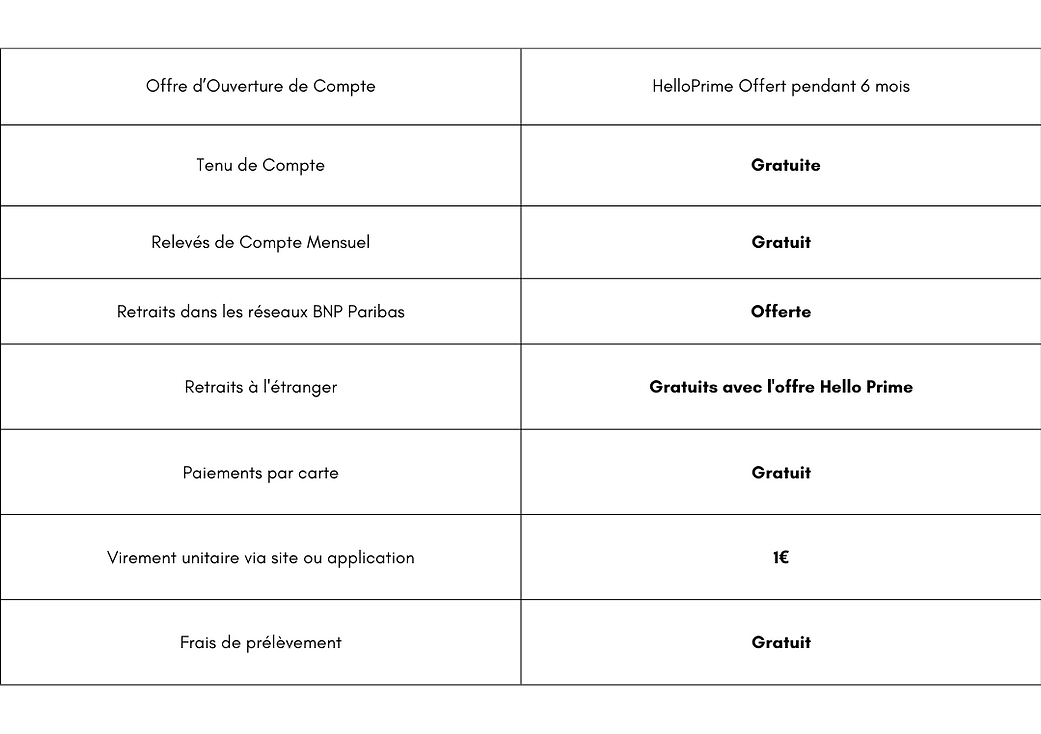 Offre d’Ouverture de Compte
HelloPrime Offert pendant 6 mois
Tenu de Compte
Gratuite
Relevés de Compte Mensuel
Gratuit
Retraits dans les réseaux BNP Paribas
Offerte
Retraits à l'étranger
Gratuits avec l'offre Hello Prime
Paiements par carte
Gratuit
Virement unitaire via site ou application
1€
Frais de prélèvement
Gratuit